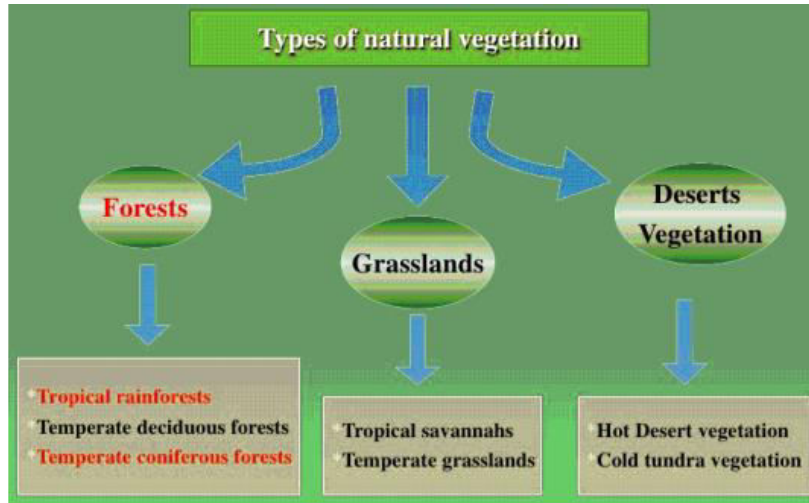 Types of natural vegetation
Forests
Grasslands
Deserts
Vegetation
Tropical rainforests
Temperate deciduous forests
Temperate coniferous forests
Tropical savannahs
Temperate grasslands
Hot Desert vegetation
Cold tundra vegetation